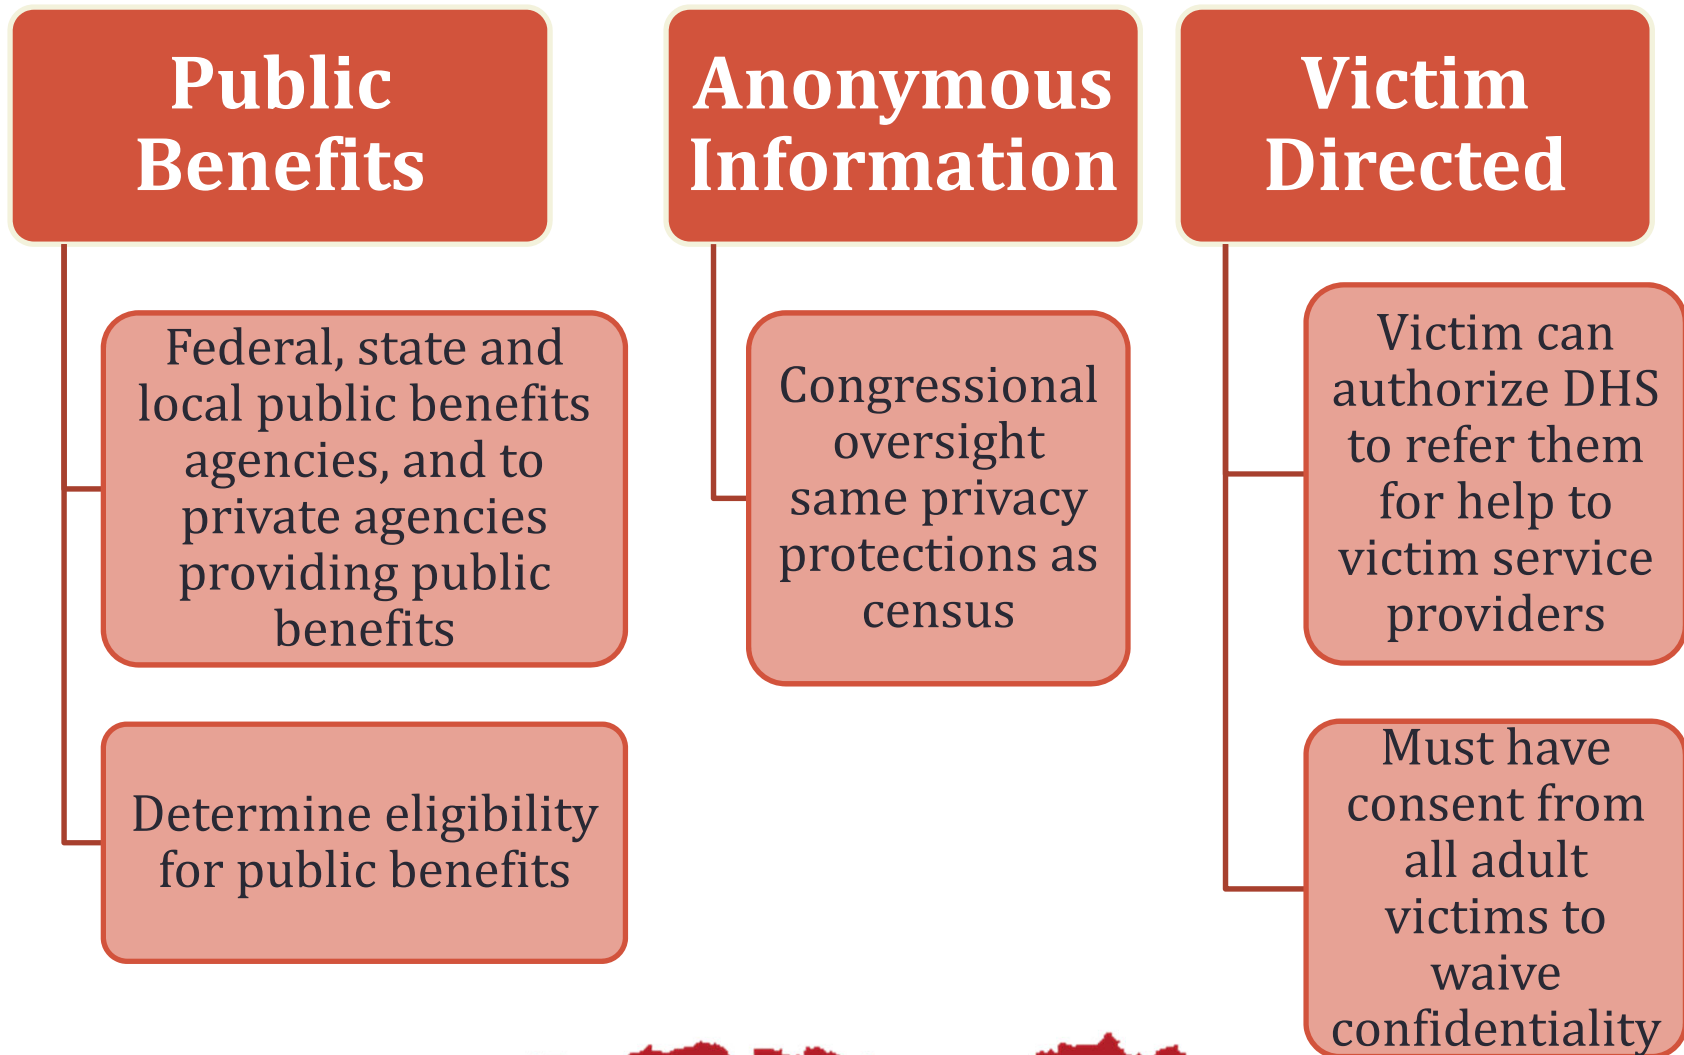 Public
Benefits
Federal, state and
local public benefits
agencies, and to
private agencies
providing public
benefits
Determine eligibility
for public benefits
Anonymous
Information
Congressional
oversight
same privacy
protections as
census
Victim
Directed
Victim can
authorize DHS
to refer them
for help to
victim service
providers
Must have
consent from
all adult
victims to
waive
confidentiality